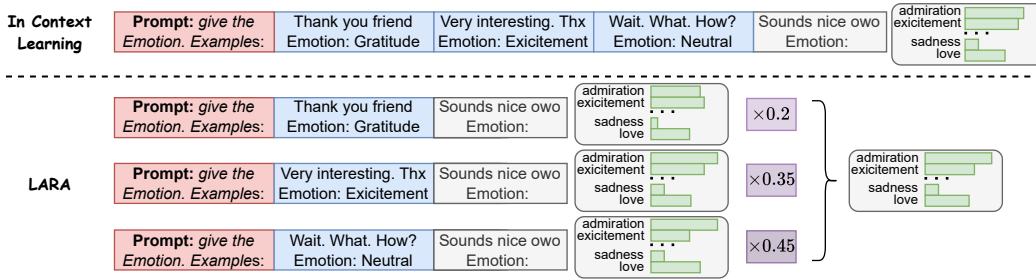 In Context
Learning
Prompt: give the
Emotion. Examples:
Thank you friend
Emotion: Gratitude
Very interesting. Thx
Emotion: Exicitement
Wait. What. How?
Emotion: Neutral
Sounds nice owo
Emotion:
admiration
exicitement
...
sadness
love
LARA
Prompt: give the
Emotion. Examples:
Thank you friend
Emotion: Gratitude
Sounds nice owo
Emotion:
admiration
exicitement
...
sadness
love
×0.2
Prompt: give the
Emotion. Examples:
Very interesting. Thx
Emotion: Exicitement
Sounds nice owo
Emotion:
admiration
exicitement
...
sadness
love
×0.35
Prompt: give the
Emotion. Examples:
Wait. What. How?
Emotion: Neutral
Sounds nice owo
Emotion:
admiration
exicitement
...
sadness
love
×0.45
admiration
exicitement
...
sadness
love